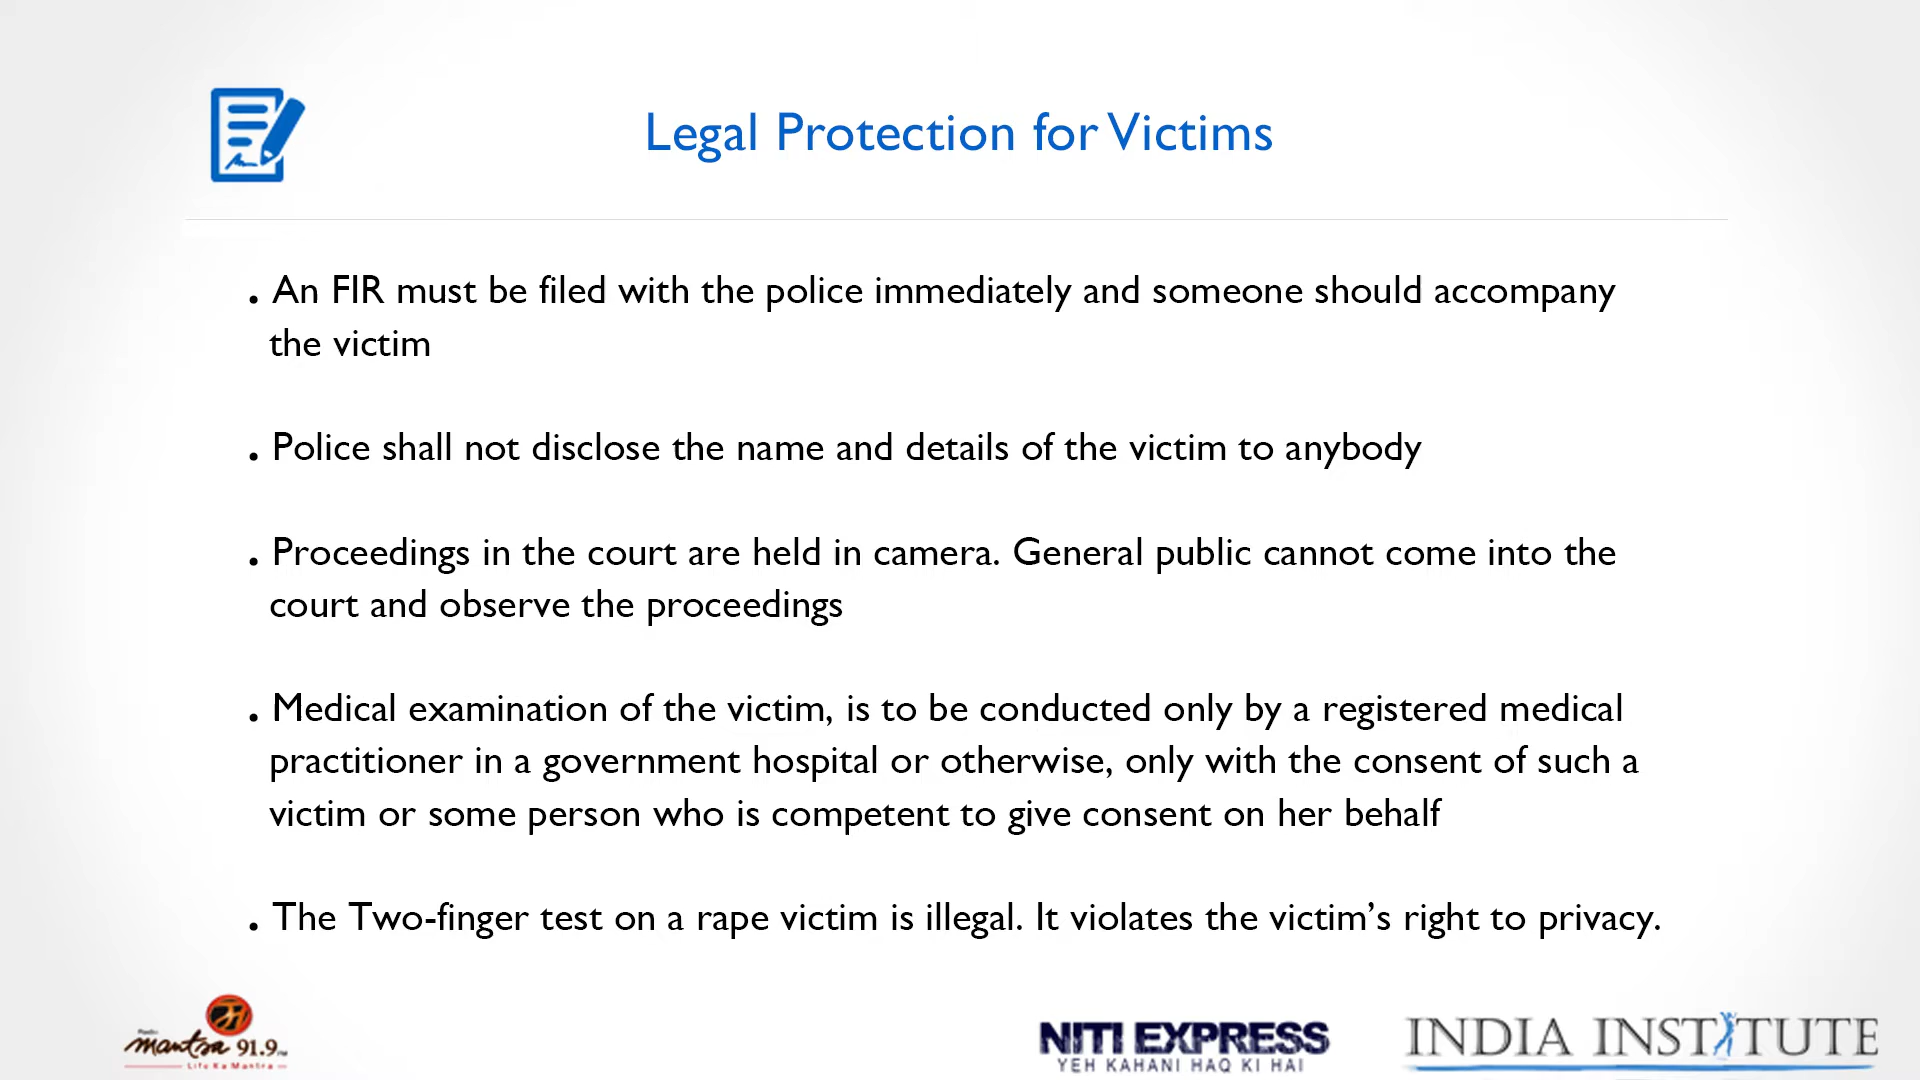 Legal Protection for Victims
. An FIR must be filed with the police immediately and someone should accompany
the victim
. Police shall not disclose the name and details of the victim to anybody
. Proceedings in the court are held in camera. General public cannot come into the
court and observe the proceedings
. Medical examination of the victim, is to be conducted only by a registered medical
practitioner in a government hospital or otherwise, only with the consent of such a
victim or some person who is competent to give consent on her behalf
. The Two-finger test on a rape victim is illegal. It violates the victim’s right to privacy.
Radio
Mantra 91.9 FM
Life Ka Mantra
NITI EXPRESS
YEH KAHANI HAQ KI HAI
INDIA INSTITUTE